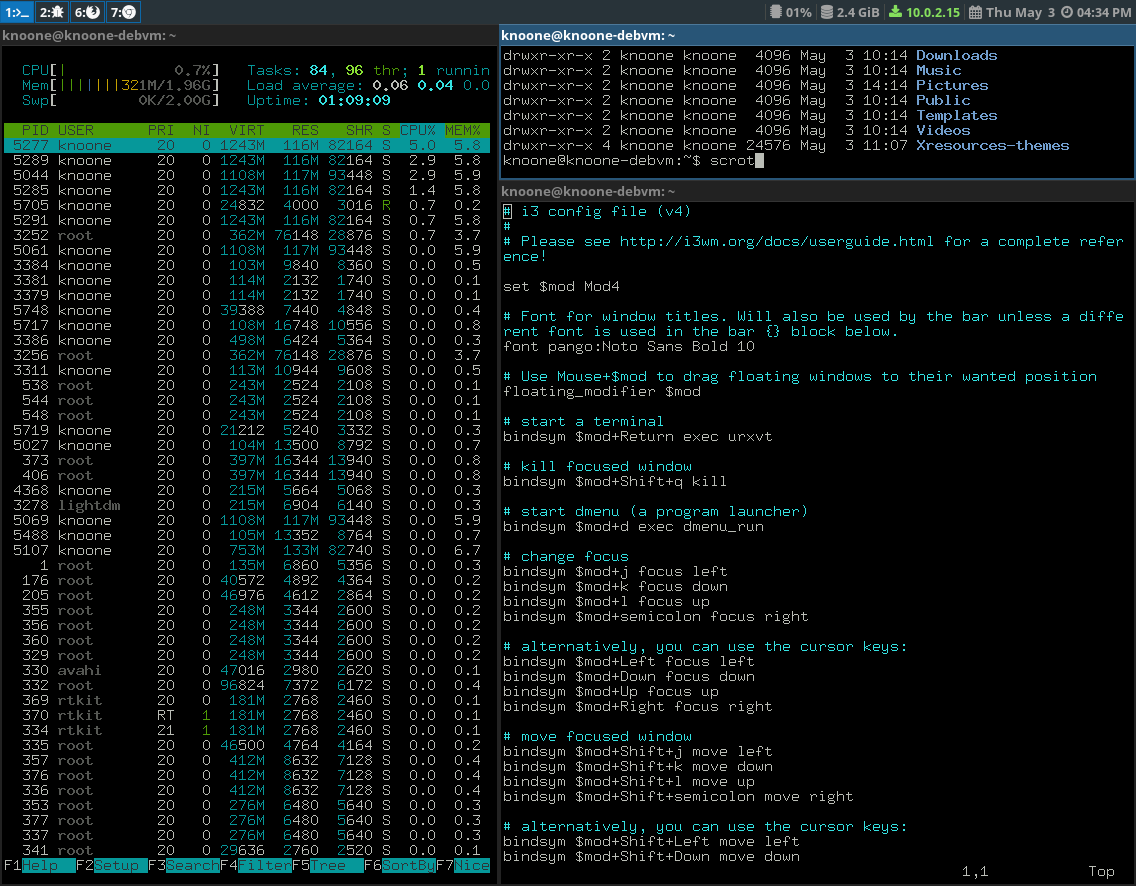 1:>_ 2: 6: 7:
01% 2.4 GiB 10.0.2.15 Thu May 3 04:34 PM
knoone@knoone-debvm: ~
CPU[| 0.7%] Tasks: 84, 96 thr; 1 runnin
Mem[|||||||321M/1.96G] Load average: 0.06 0.04 0.0
Swp[ 0K/2.00G] Uptime: 01:09:09
PID USER PRI NI VIRT RES SHR S CPU% MEM%
5277 knoone 20 0 1243M 116M 82164 S 5.0 5.8
5289 knoone 20 0 1243M 116M 82164 S 2.9 5.8
5044 knoone 20 0 1108M 117M 93448 S 2.9 5.9
5285 knoone 20 0 1243M 116M 82164 S 1.4 5.8
5705 knoone 20 0 24832 4000 3016 R 0.7 0.2
5291 knoone 20 0 1243M 116M 82164 S 0.7 5.8
3252 root 20 0 362M 76148 28876 S 0.7 3.7
5061 knoone 20 0 1108M 117M 93448 S 0.0 5.9
3384 knoone 20 0 103M 9840 8360 S 0.0 0.5
3381 knoone 20 0 114M 2132 1740 S 0.0 0.1
3379 knoone 20 0 114M 2132 1740 S 0.0 0.1
5748 knoone 20 0 39388 7440 4848 S 0.0 0.4
5717 knoone 20 0 108M 16748 10556 S 0.0 0.8
3386 knoone 20 0 498M 6424 5364 S 0.0 0.3
3256 root 20 0 362M 76148 28876 S 0.0 3.7
3311 knoone 20 0 113M 10944 9608 S 0.0 0.5
538 root 20 0 243M 2524 2108 S 0.0 0.1
544 root 20 0 243M 2524 2108 S 0.0 0.1
548 root 20 0 243M 2524 2108 S 0.0 0.1
5719 knoone 20 0 21212 5240 3332 S 0.0 0.3
5027 knoone 20 0 104M 13500 8792 S 0.0 0.7
373 root 20 0 397M 16344 13940 S 0.0 0.8
406 root 20 0 397M 16344 13940 S 0.0 0.8
4368 knoone 20 0 215M 5664 5068 S 0.0 0.3
3278 lightdm 20 0 215M 6904 6140 S 0.0 0.3
5069 knoone 20 0 1108M 117M 93448 S 0.0 5.9
5488 knoone 20 0 105M 13352 8764 S 0.0 0.7
5107 knoone 20 0 753M 133M 82740 S 0.0 6.7
1 root 20 0 135M 6860 5356 S 0.0 0.3
176 root 20 0 40572 4892 4364 S 0.0 0.2
205 root 20 0 46976 4612 2864 S 0.0 0.2
355 root 20 0 248M 3344 2600 S 0.0 0.2
356 root 20 0 248M 3344 2600 S 0.0 0.2
360 root 20 0 248M 3344 2600 S 0.0 0.2
329 root 20 0 248M 3344 2600 S 0.0 0.2
330 avahi 20 0 47016 2980 2620 S 0.0 0.1
332 root 20 0 96824 7372 6172 S 0.0 0.4
369 rtkit 20 0 181M 2768 2460 S 0.0 0.1
370 rtkit RT 1 181M 2768 2460 S 0.0 0.1
334 rtkit 21 1 181M 2768 2460 S 0.0 0.1
335 root 20 0 46500 4764 4164 S 0.0 0.2
357 root 20 0 412M 8632 7128 S 0.0 0.4
376 root 20 0 412M 8632 7128 S 0.0 0.4
336 root 20 0 412M 8632 7128 S 0.0 0.4
353 root 20 0 276M 6480 5640 S 0.0 0.3
377 root 20 0 276M 6480 5640 S 0.0 0.3
337 root 20 0 276M 6480 5640 S 0.0 0.3
341 root 20 0 29636 2760 2520 S 0.0 0.1
F1Help F2Setup F3SearchF4FilterF5Tree F6SortByF7Nice
knoone@knoone-debvm: ~
drwxr-xr-x 2 knoone knoone 4096 May 3 10:14 Downloads
drwxr-xr-x 2 knoone knoone 4096 May 3 10:14 Music
drwxr-xr-x 2 knoone knoone 4096 May 3 14:14 Pictures
drwxr-xr-x 2 knoone knoone 4096 May 3 10:14 Public
drwxr-xr-x 2 knoone knoone 4096 May 3 10:14 Templates
drwxr-xr-x 2 knoone knoone 4096 May 3 10:14 Videos
drwxr-xr-x 4 knoone knoone 24576 May 3 11:07 Xresources-themes
knoone@knoone-debvm:~$ scrot
knoone@knoone-debvm: ~
# i3 config file (v4)
#
# Please see http://i3wm.org/docs/userguide.html for a complete refer
ence!
set $mod Mod4
# Font for window titles. Will also be used by the bar unless a diffe
rent font is used in the bar {} block below.
font pango:Noto Sans Bold 10
# Use Mouse+$mod to drag floating windows to their wanted position
floating_modifier $mod
# start a terminal
bindsym $mod+Return exec urxvt
# kill focused window
bindsym $mod+Shift+q kill
# start dmenu (a program launcher)
bindsym $mod+d exec dmenu_run
# change focus
bindsym $mod+j focus left
bindsym $mod+k focus down
bindsym $mod+l focus up
bindsym $mod+semicolon focus right
# alternatively, you can use the cursor keys:
bindsym $mod+Left focus left
bindsym $mod+Down focus down
bindsym $mod+Up focus up
bindsym $mod+Right focus right
# move focused window
bindsym $mod+Shift+j move left
bindsym $mod+Shift+k move down
bindsym $mod+Shift+l move up
bindsym $mod+Shift+semicolon move right
# alternatively, you can use the cursor keys:
bindsym $mod+Shift+Left move left
bindsym $mod+Shift+Down move down
1,1 Top